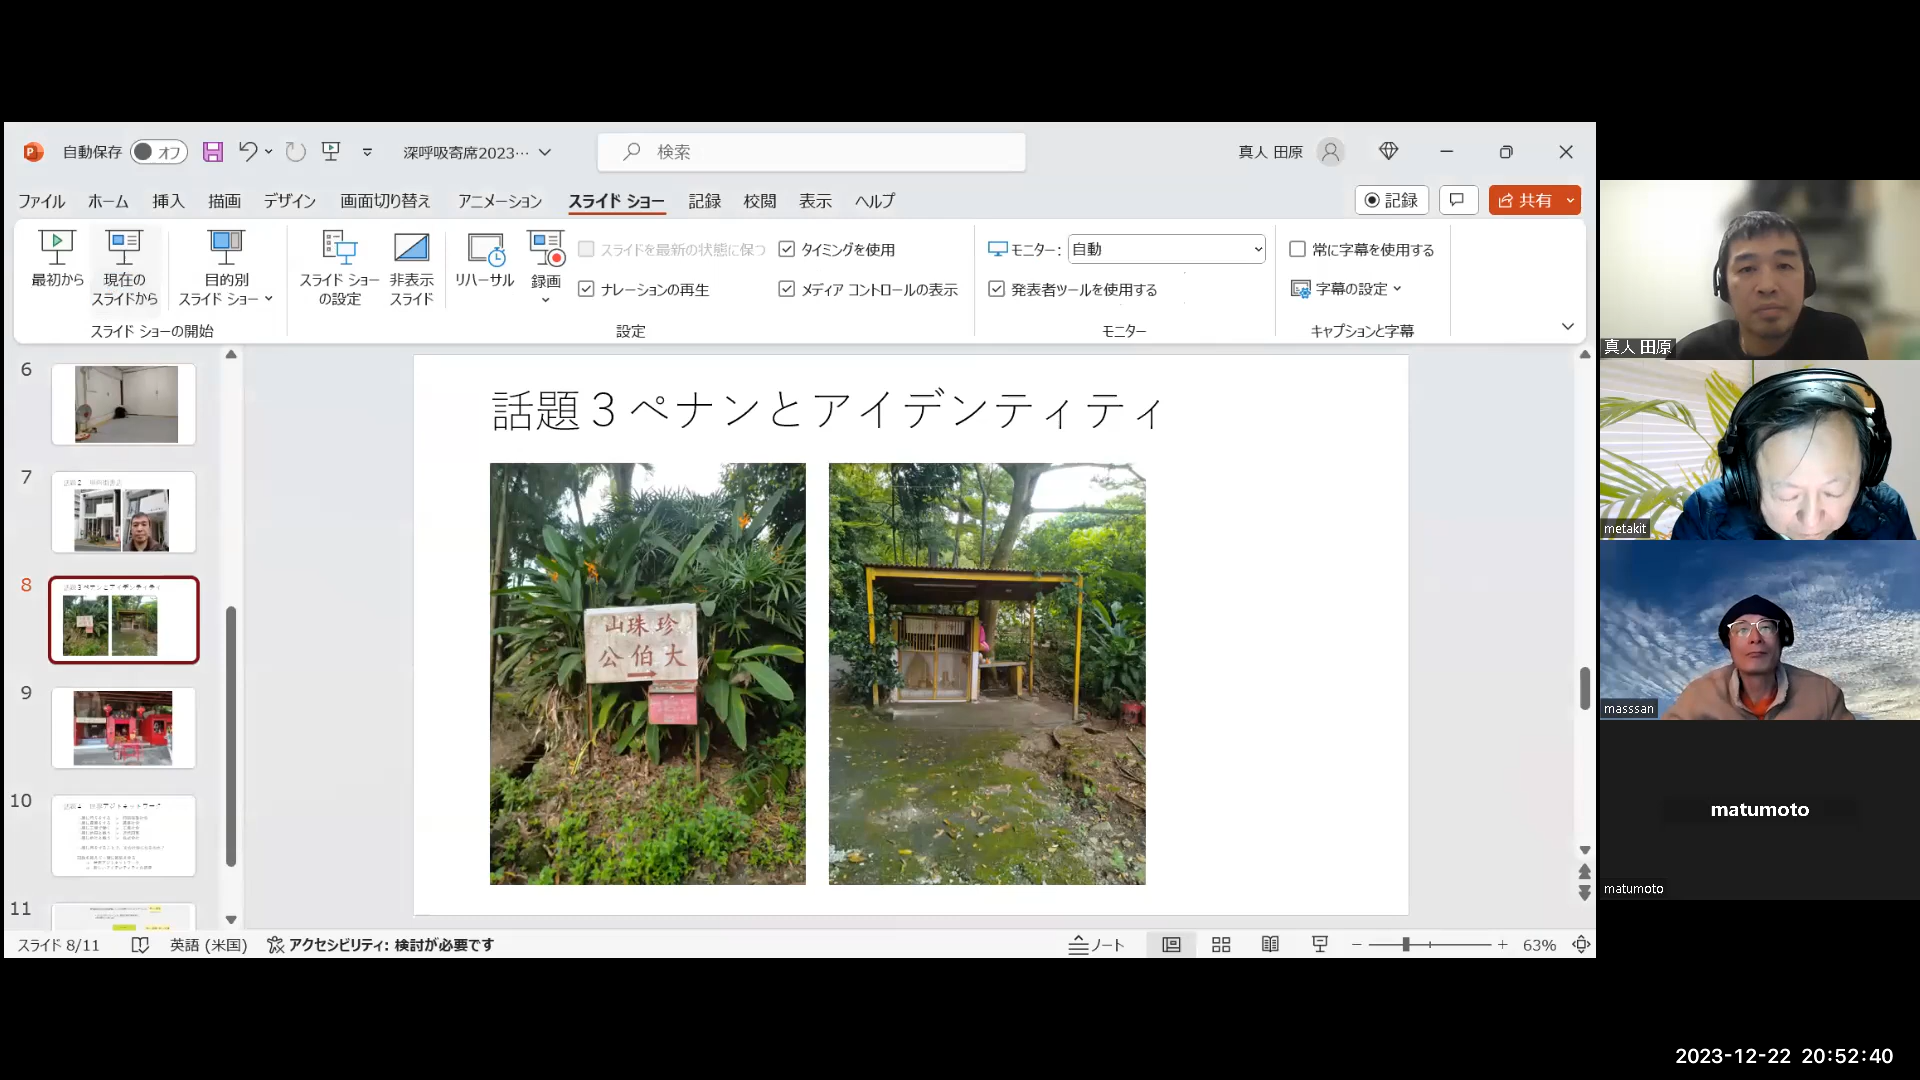 自動保存 オフ 深呼吸寄席2023… 検索 真人 田原
ファイル ホーム 挿入 描画 デザイン 画面切り替え アニメーション スライド ショー 記録 校閲 表示 ヘルプ 記録 共有
最初から
現在の
スライドから
目的別
スライド ショー
スライド ショーの開始
スライド ショー
の設定
非表示
スライド
リハーサル
録画
スライドを最新の状態に保つ
ナレーションの再生
タイミングを使用
メディア コントロールの表示
設定
モニター: 自動
発表者ツールを使用する
モニター
常に字幕を使用する
字幕の設定
キャプションと字幕
6
7
8
話題3ペナンとアイデンティティ
9
10
11
話題3ペナンとアイデンティティ
山珠珍
公伯大
スライド 8/11 英語 (米国) アクセシビリティ: 検討が必要です ノート 63%
真人 田原
metakit
masssan
matumoto
matumoto
2023-12-22 20:52:40